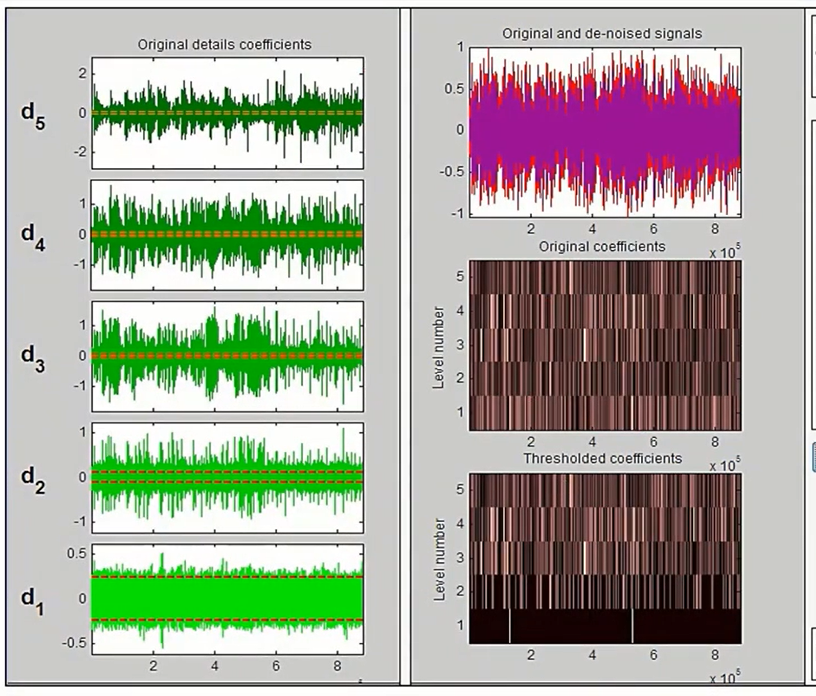 Original details coefficients
d5
2
0
-2
d4
1
0
-1
d3
1
0
-1
d2
1
0
-1
d1
0.5
0
-0.5
2 4 6 8
Original and de-noised signals
1
0.5
0
-0.5
-1
2 4 6 8
x 10^5
Original coefficients
Level number
5
4
3
2
1
2 4 6 8
x 10^5
Thresholded coefficients
Level number
5
4
3
2
1
2 4 6 8
x 10^5